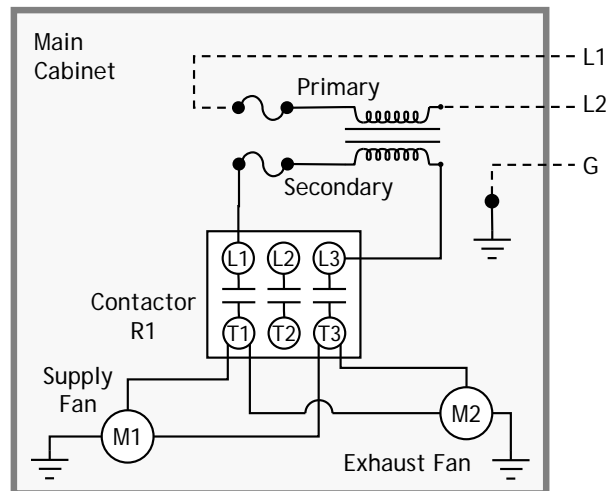 Main
Cabinet
L1
Primary
L2
Secondary
G
L1 L2 L3
Contactor
R1
T1 T2 T3
Supply
Fan
M1
M2
Exhaust Fan